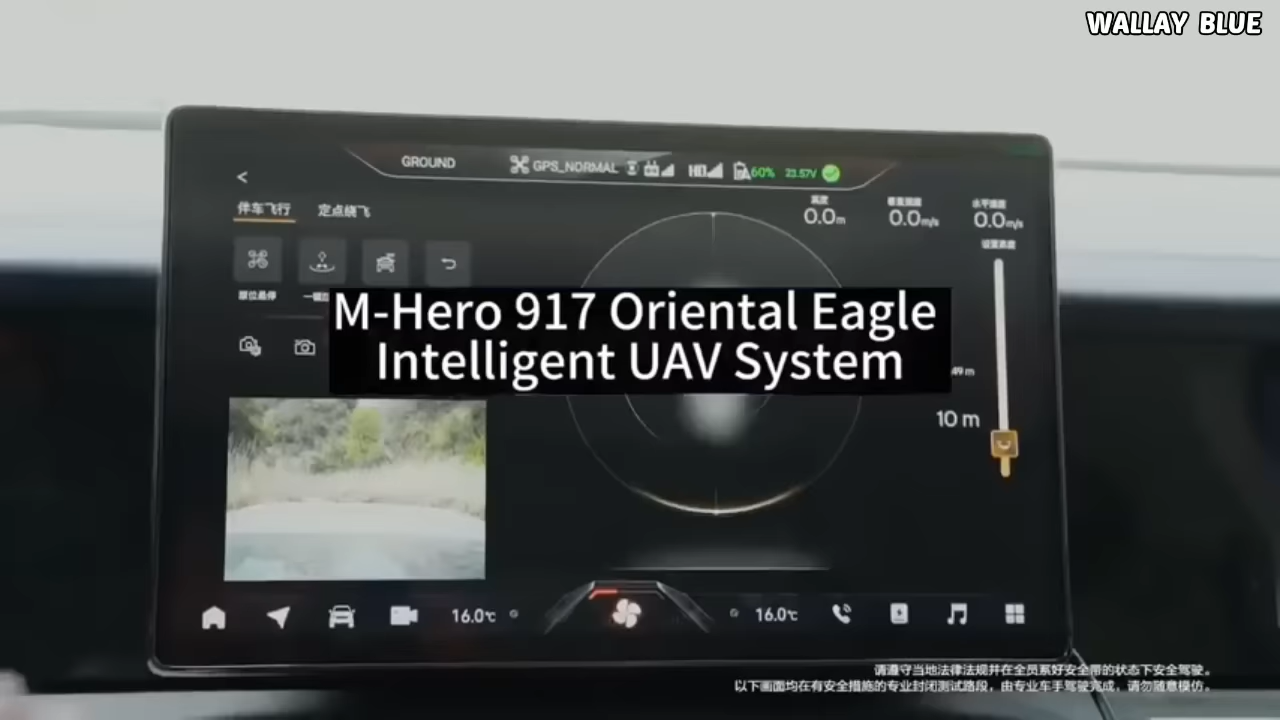 WALLAY BLUE
GROUND
GPS_NORMAL
HD
60%
23.57V
<
停车飞行
定点绕飞
高度
0.0m
0.0m/s
水平速度
0.0m/s
设置高度
M-Hero 917 Oriental Eagle
Intelligent UAV System
49 m
10 m
16.0℃
16.0℃
请遵守当地法律法规并在全员系好安全带的状态下安全驾驶。
以下画面均在有安全措施的专业封闭测试路段，由专业车手驾驶完成，请勿随意模仿。